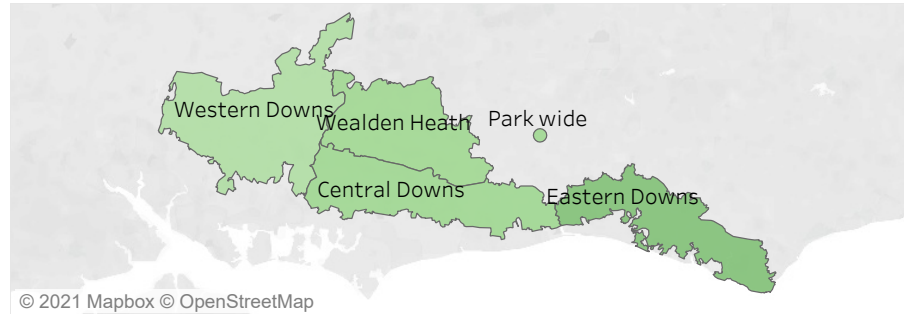 Western Downs
Wealden Heath
Park wide
Central Downs
Eastern Downs
© 2021 Mapbox © OpenStreetMap